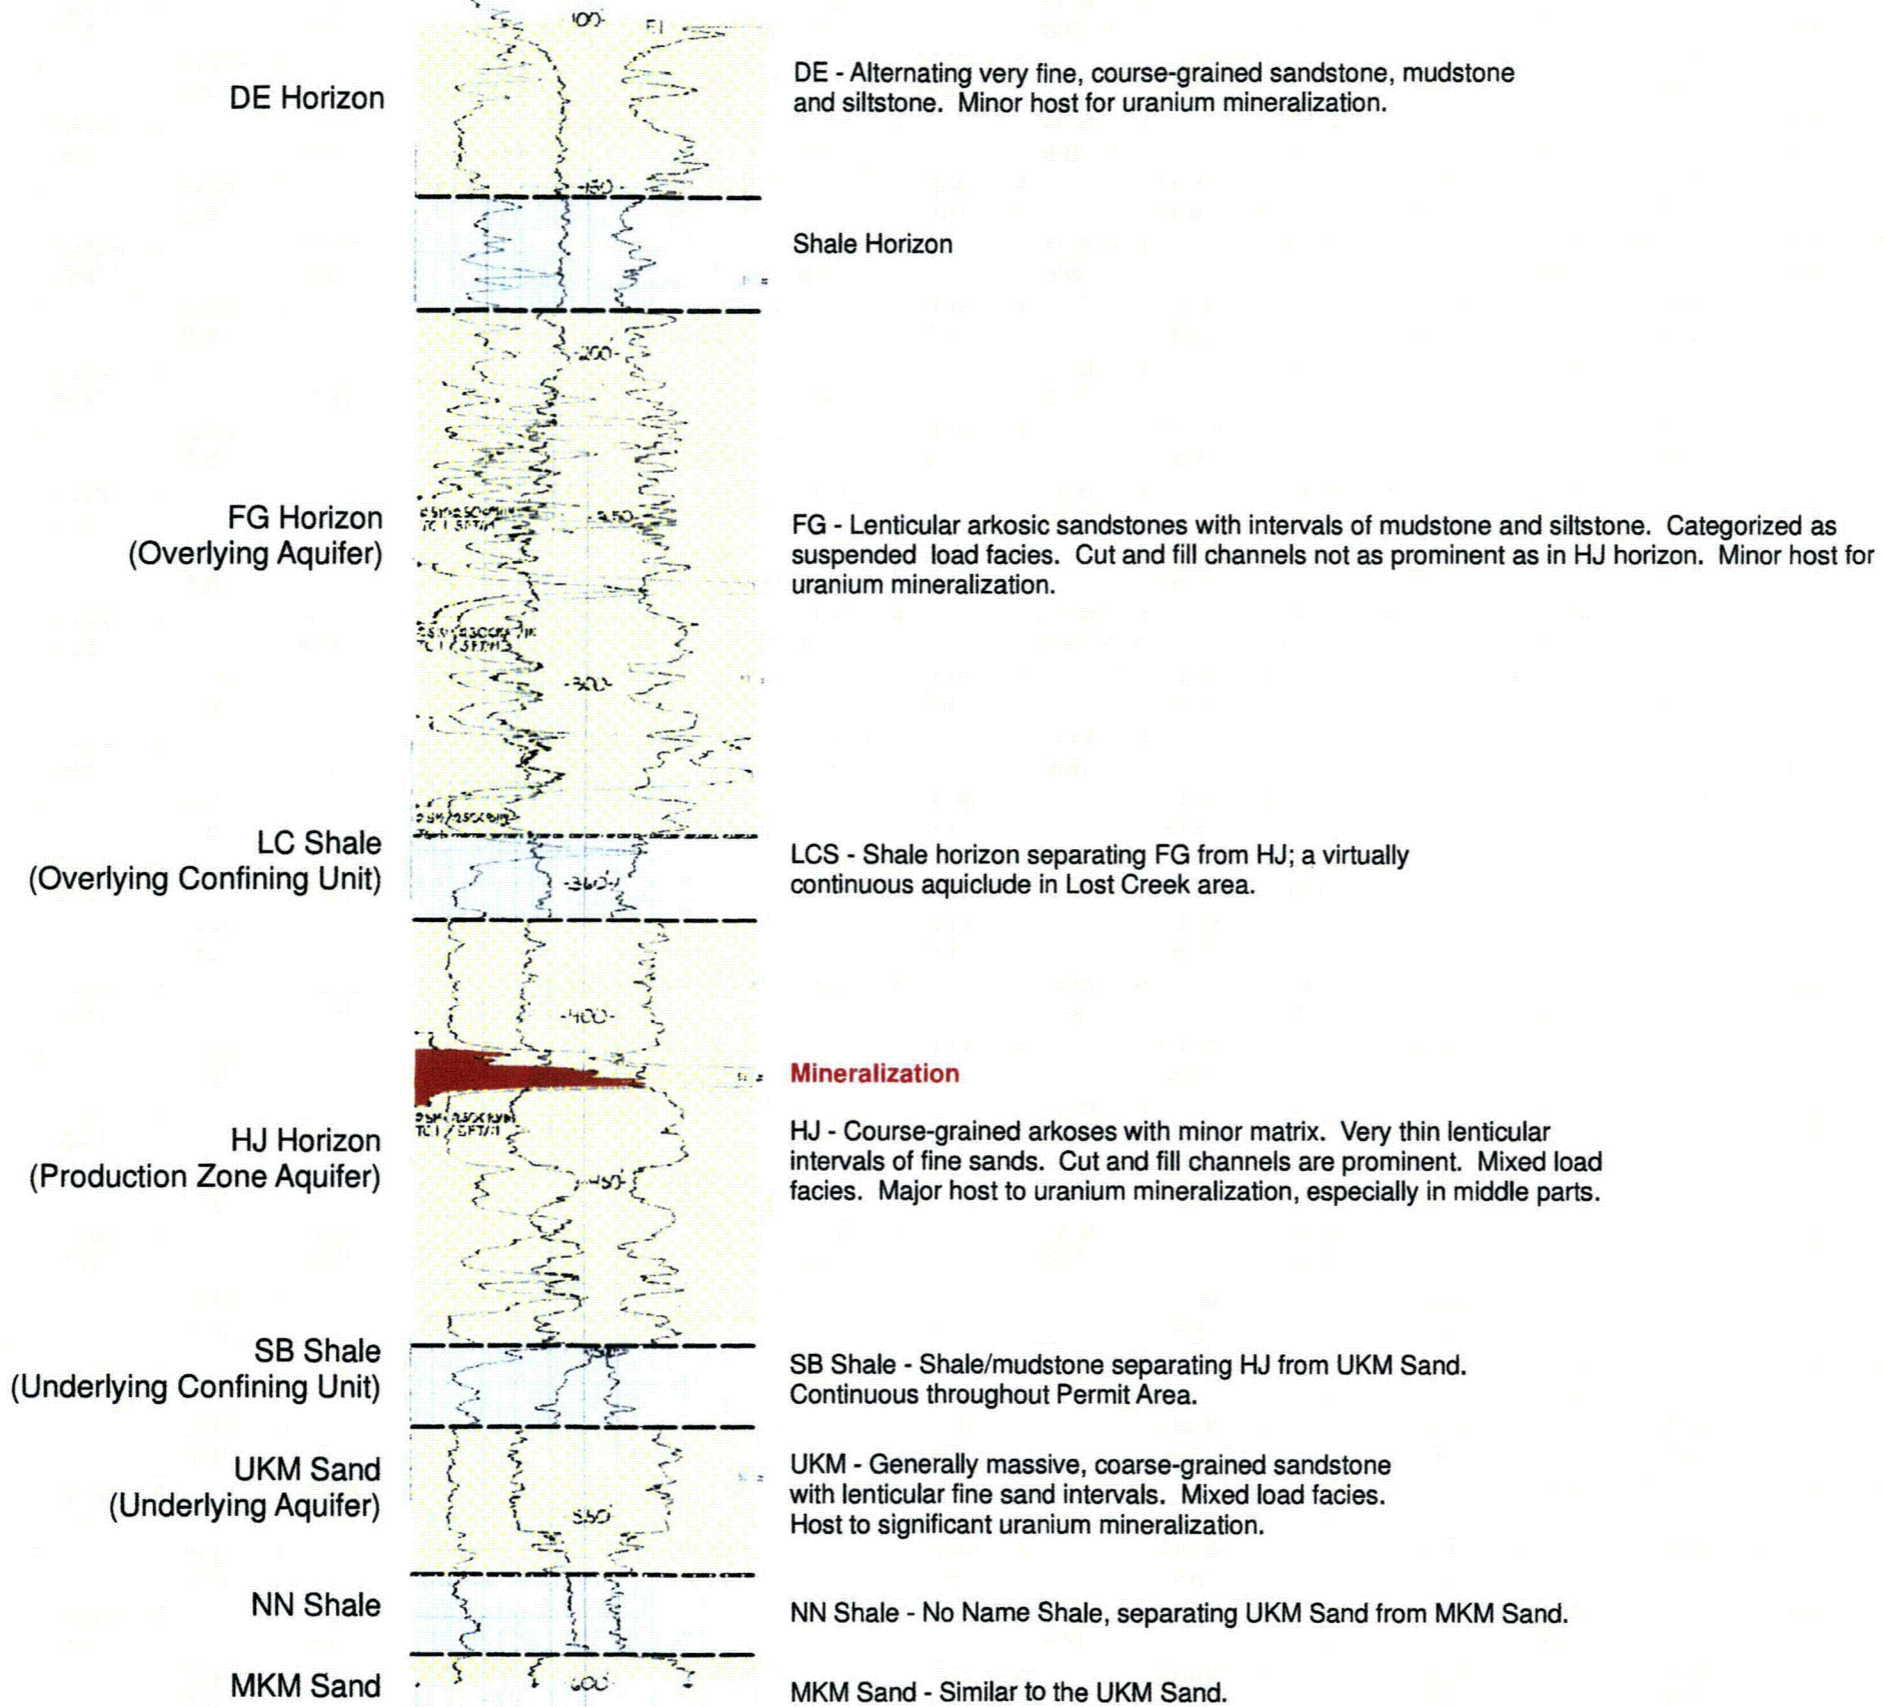 100
DE Horizon
DE - Alternating very fine, course-grained sandstone, mudstone
and siltstone.  Minor host for uranium mineralization.
-150-
Shale Horizon
-200-
FG Horizon
(Overlying Aquifer)
FG - Lenticular arkosic sandstones with intervals of mudstone and siltstone.  Categorized as
suspended  load facies.  Cut and fill channels not as prominent as in HJ horizon.  Minor host for
uranium mineralization.
-300-
LC Shale
(Overlying Confining Unit)
LCS - Shale horizon separating FG from HJ; a virtually
continuous aquiclude in Lost Creek area.
-400-
Mineralization
HJ Horizon
(Production Zone Aquifer)
HJ - Course-grained arkoses with minor matrix.  Very thin lenticular
intervals of fine sands.  Cut and fill channels are prominent.  Mixed load
facies.  Major host to uranium mineralization, especially in middle parts.
-450-
SB Shale
(Underlying Confining Unit)
SB Shale - Shale/mudstone separating HJ from UKM Sand.
Continuous throughout Permit Area.
UKM Sand
(Underlying Aquifer)
UKM - Generally massive, coarse-grained sandstone
with lenticular fine sand intervals.  Mixed load facies.
Host to significant uranium mineralization.
550
NN Shale
NN Shale - No Name Shale, separating UKM Sand from MKM Sand.
MKM Sand
600
MKM Sand - Similar to the UKM Sand.